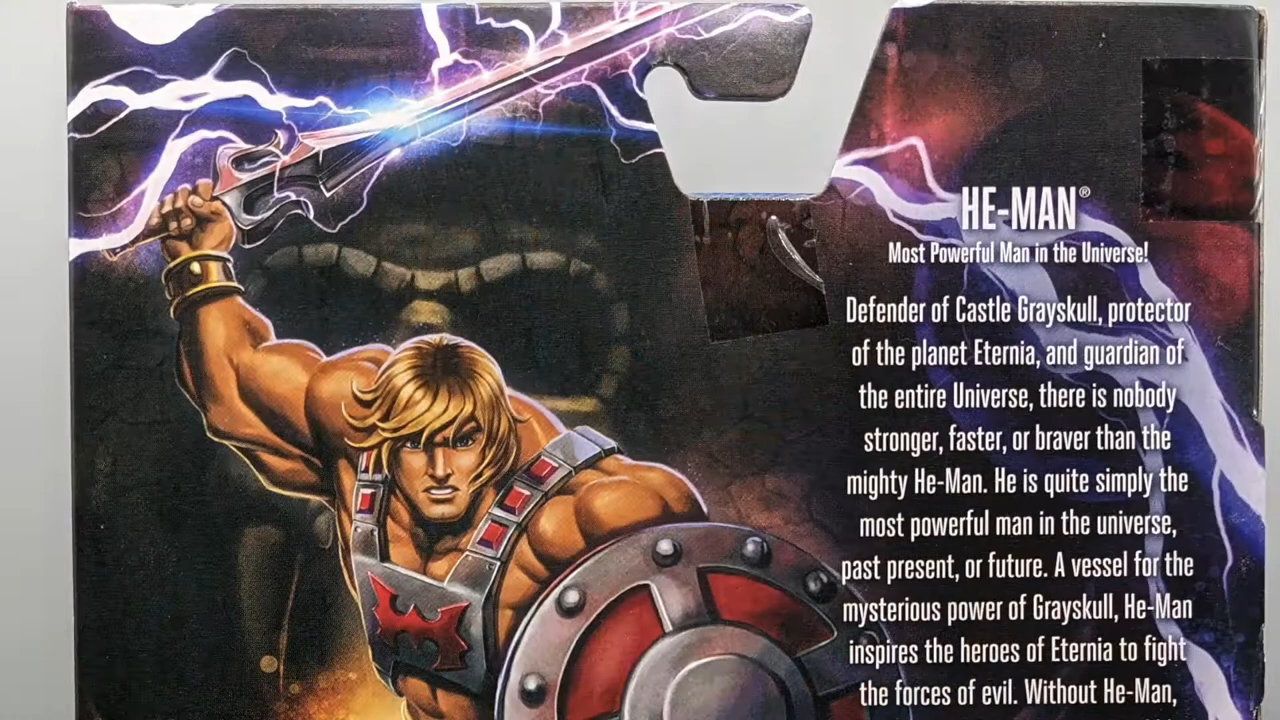 HE-MAN®
Most Powerful Man in the Universe!
Defender of Castle Grayskull, protector
of the planet Eternia, and guardian of
the entire Universe, there is nobody
stronger, faster, or braver than the
mighty He-Man. He is quite simply the
most powerful man in the universe,
past present, or future. A vessel for the
mysterious power of Grayskull, He-Man
inspires the heroes of Eternia to fight
the forces of evil. Without He-Man,